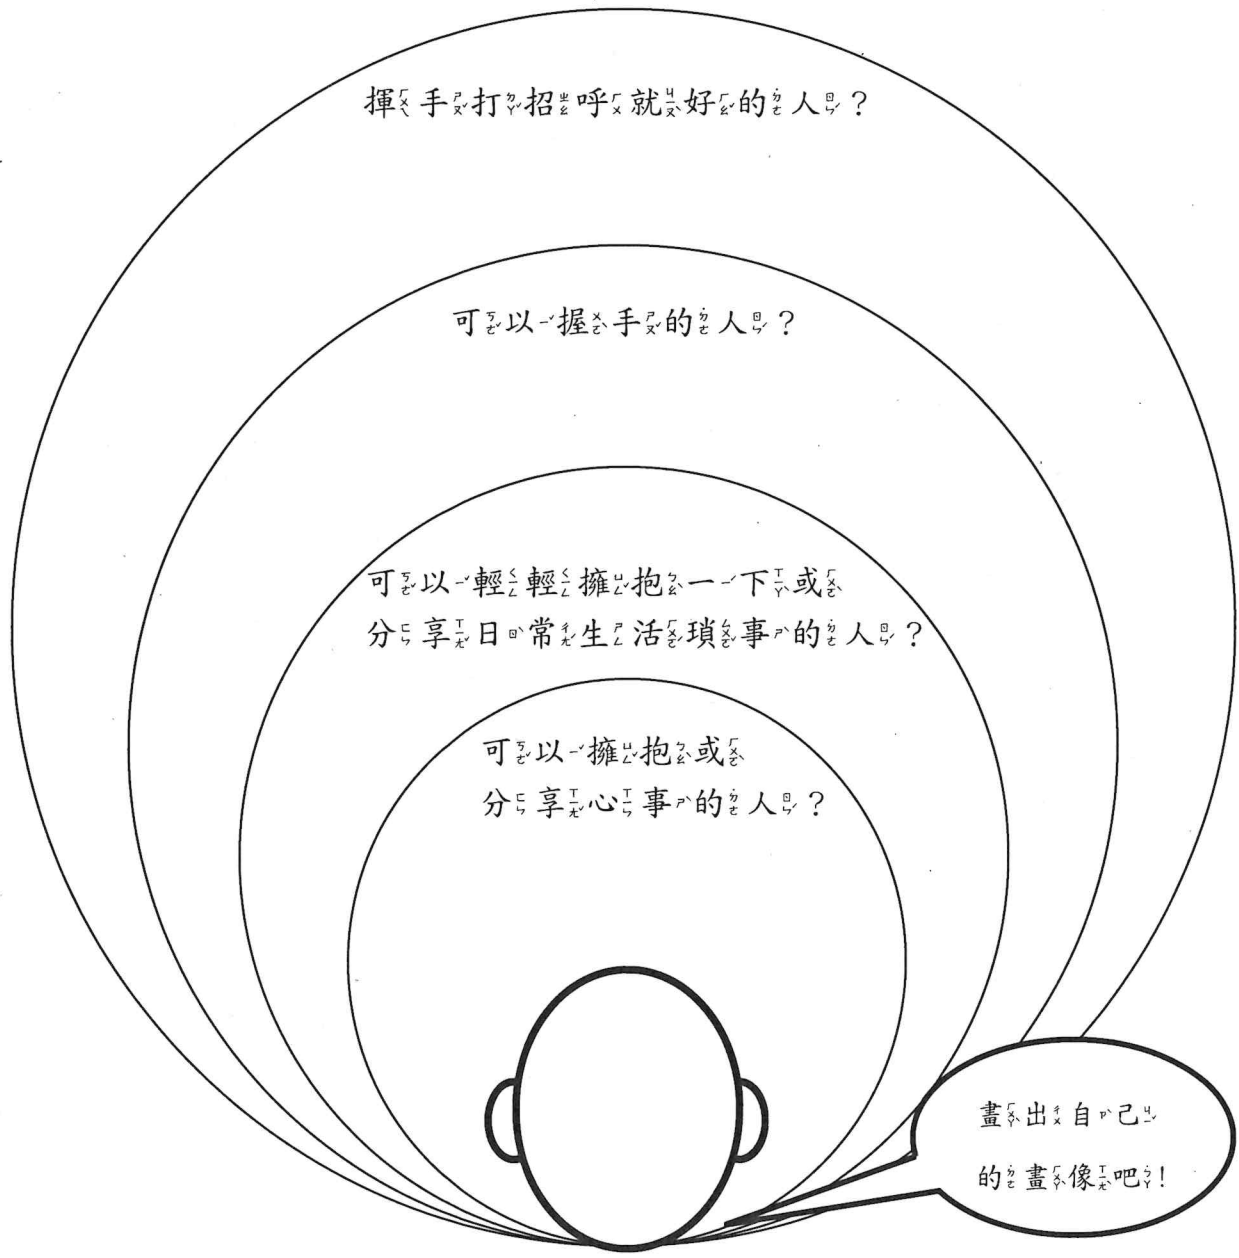 揮手打招呼就好的人？
可以握手的人？
可以輕輕擁抱一下或
分享日常生活瑣事的人？
可以擁抱或
分享心事的人？
畫出自己
的畫像吧！